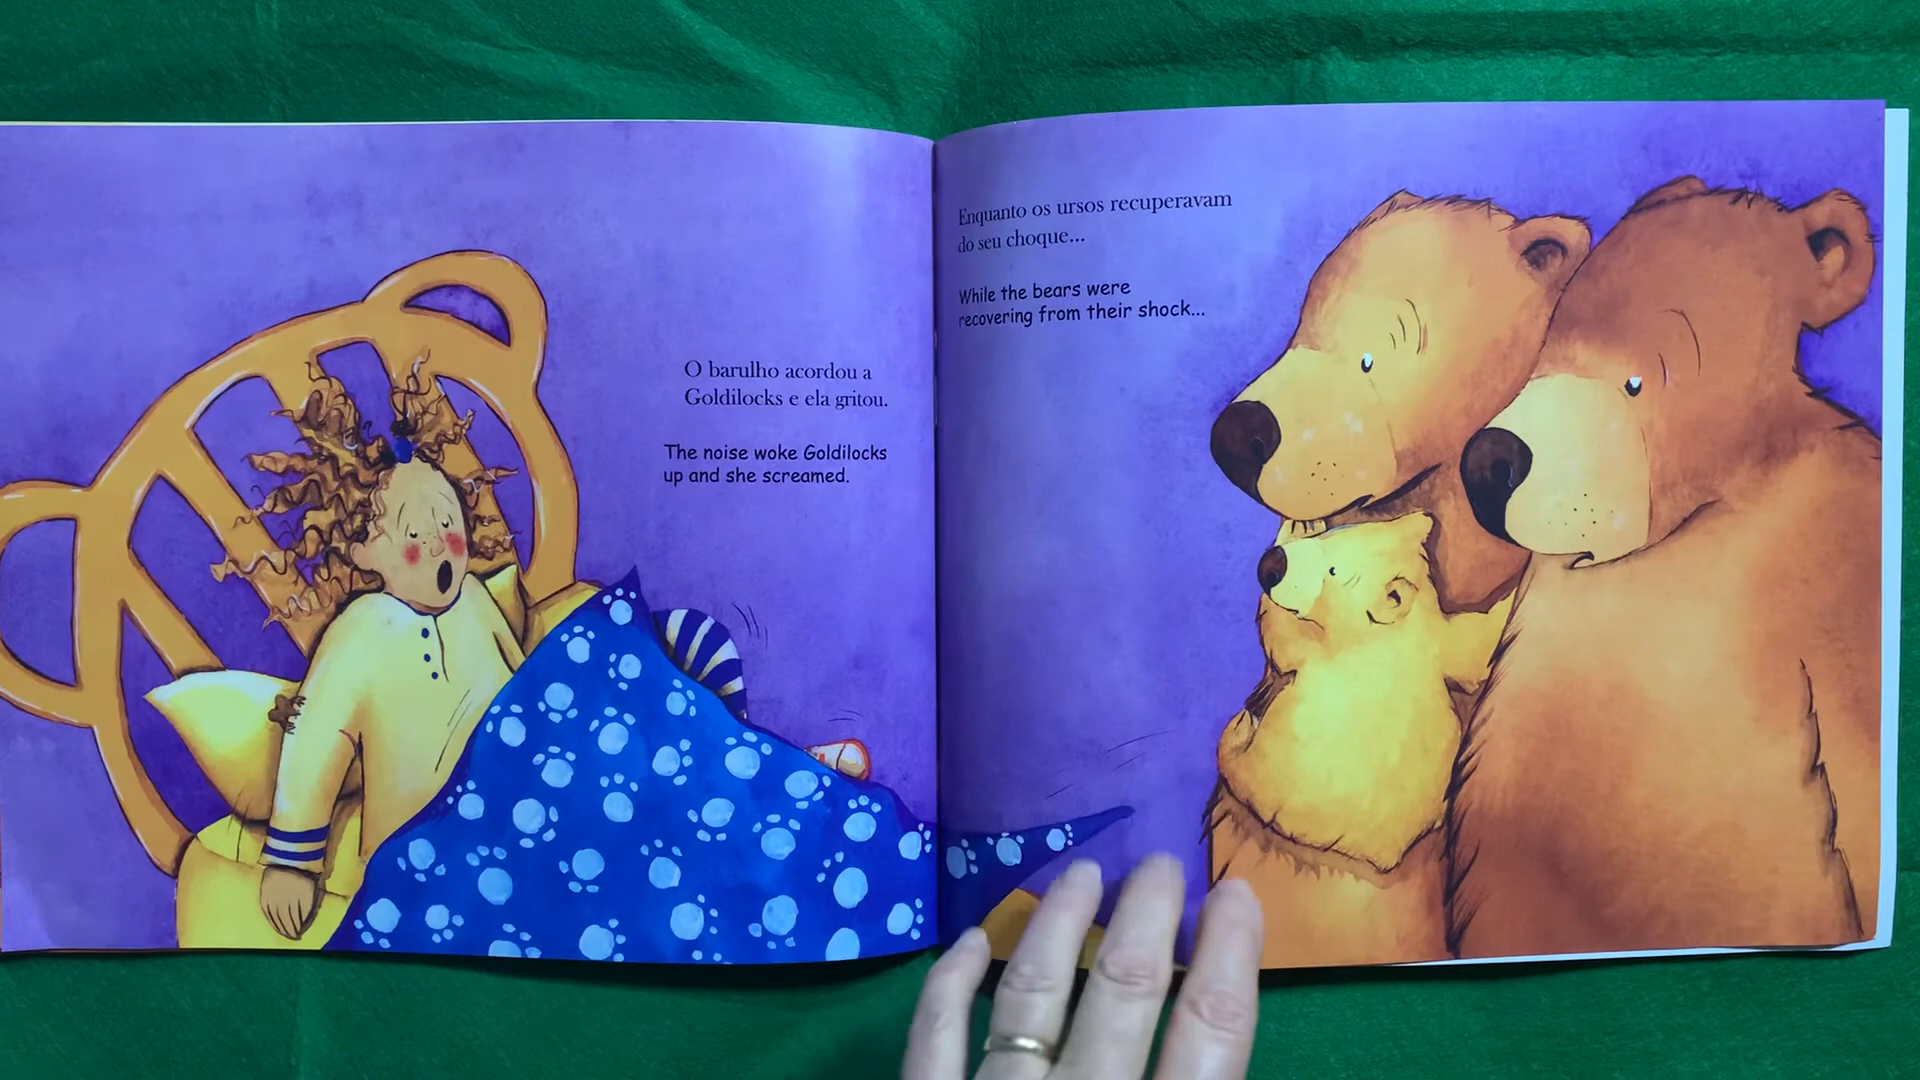 O barulho acordou a
Goldilocks e ela gritou.
The noise woke Goldilocks
up and she screamed.
Enquanto os ursos recuperavam
do seu choque...
While the bears were
recovering from their shock...